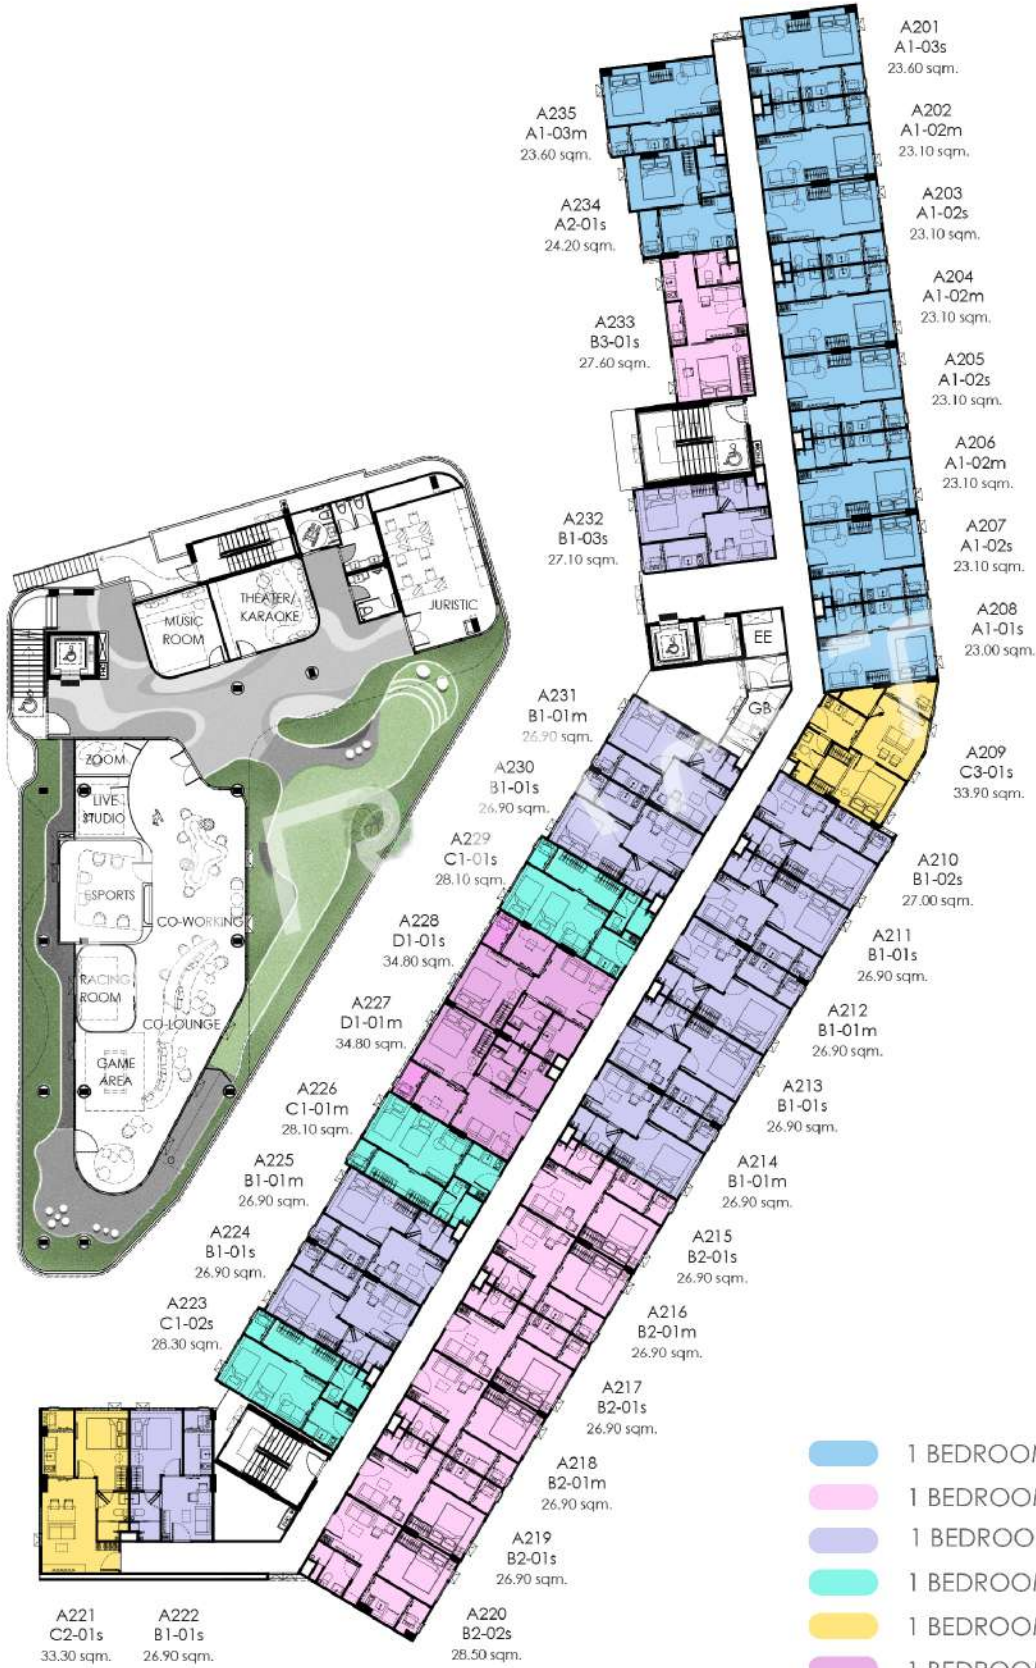 A201
A1-03s
23.60 sqm.
A235
A1-03m
23.60 sqm.
A202
A1-02m
23.10 sqm.
A234
A2-01s
24.20 sqm.
A203
A1-02s
23.10 sqm.
A204
A1-02m
23.10 sqm.
A233
B3-01s
27.60 sqm.
A205
A1-02s
23.10 sqm.
A206
A1-02m
23.10 sqm.
A232
B1-03s
27.10 sqm.
A207
A1-02s
23.10 sqm.
A208
A1-01s
23.00 sqm.
THEATER/
KARAOKE
MUSIC
ROOM
JURISTIC
EE
GB
A231
B1-01m
26.90 sqm.
A209
C3-01s
33.90 sqm.
ZOOM
LIVE
STUDIO
A230
B1-01s
26.90 sqm.
A229
C1-01s
28.10 sqm.
A210
B1-02s
27.00 sqm.
ESPORTS
CO-WORKING
A228
D1-01s
34.80 sqm.
A211
B1-01s
26.90 sqm.
RACING
ROOM
CO-LOUNGE
A227
D1-01m
34.80 sqm.
A212
B1-01m
26.90 sqm.
GAME
AREA
A226
C1-01m
28.10 sqm.
A213
B1-01s
26.90 sqm.
A225
B1-01m
26.90 sqm.
A214
B1-01m
26.90 sqm.
A224
B1-01s
26.90 sqm.
A215
B2-01s
26.90 sqm.
A223
C1-02s
28.30 sqm.
A216
B2-01m
26.90 sqm.
A217
B2-01s
26.90 sqm.
A218
B2-01m
26.90 sqm.
A219
B2-01s
26.90 sqm.
A220
B2-02s
28.50 sqm.
A221
C2-01s
33.30 sqm.
A222
B1-01s
26.90 sqm.
1 BEDROOM
1 BEDROOM
1 BEDROO
1 BEDROOM
1 BEDROOM
1 BEDROOM